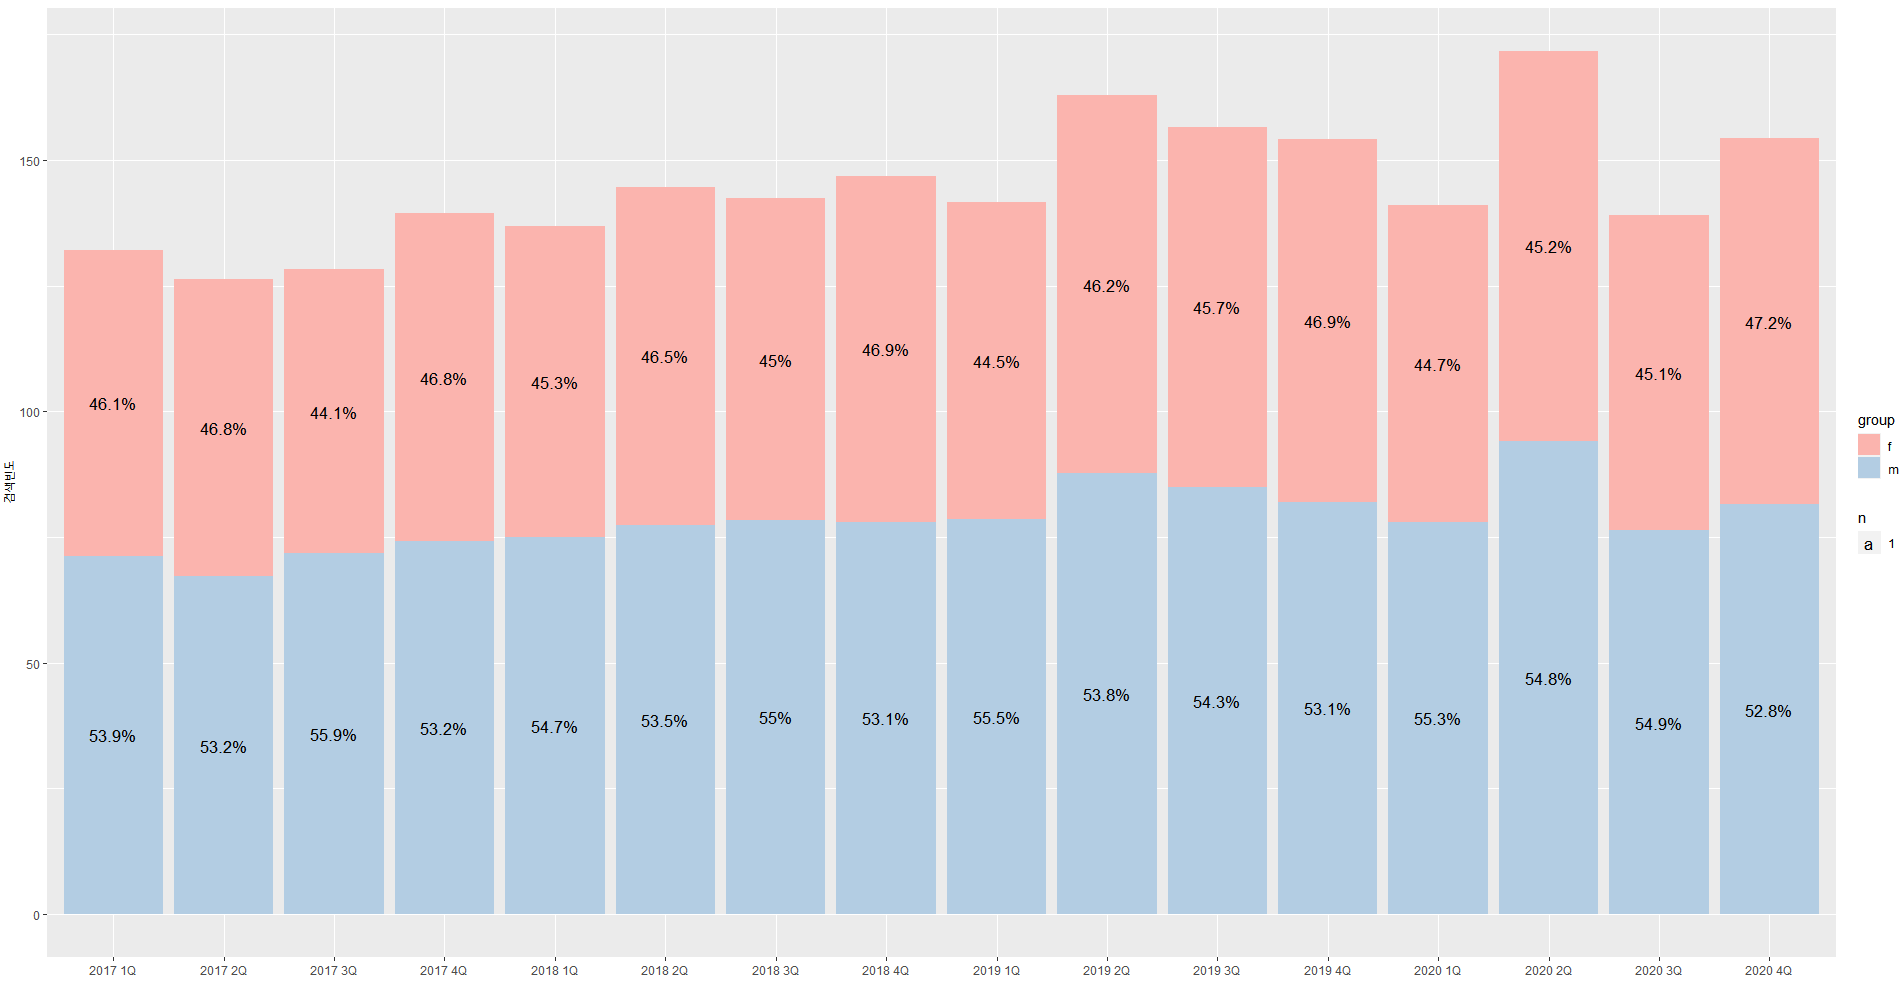 검색빈도
150
100
50
0
46.1%
46.8%
44.1%
46.8%
45.3%
46.5%
45%
46.9%
44.5%
46.2%
45.7%
46.9%
44.7%
45.2%
45.1%
47.2%
53.9%
53.2%
55.9%
53.2%
54.7%
53.5%
55%
53.1%
55.5%
53.8%
54.3%
53.1%
55.3%
54.8%
54.9%
52.8%
2017 1Q
2017 2Q
2017 3Q
2017 4Q
2018 1Q
2018 2Q
2018 3Q
2018 4Q
2019 1Q
2019 2Q
2019 3Q
2019 4Q
2020 1Q
2020 2Q
2020 3Q
2020 4Q
group
f
m
n
a 1